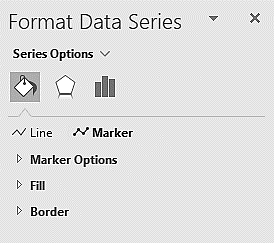 Format Data Series
Series Options
Line Marker
Marker Options
Fill
Border